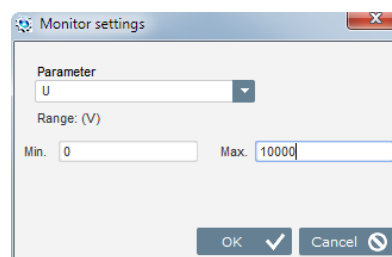 Monitor settings
Parameter
U
Range: (V)
Min. 0 Max. 10000
OK Cancel